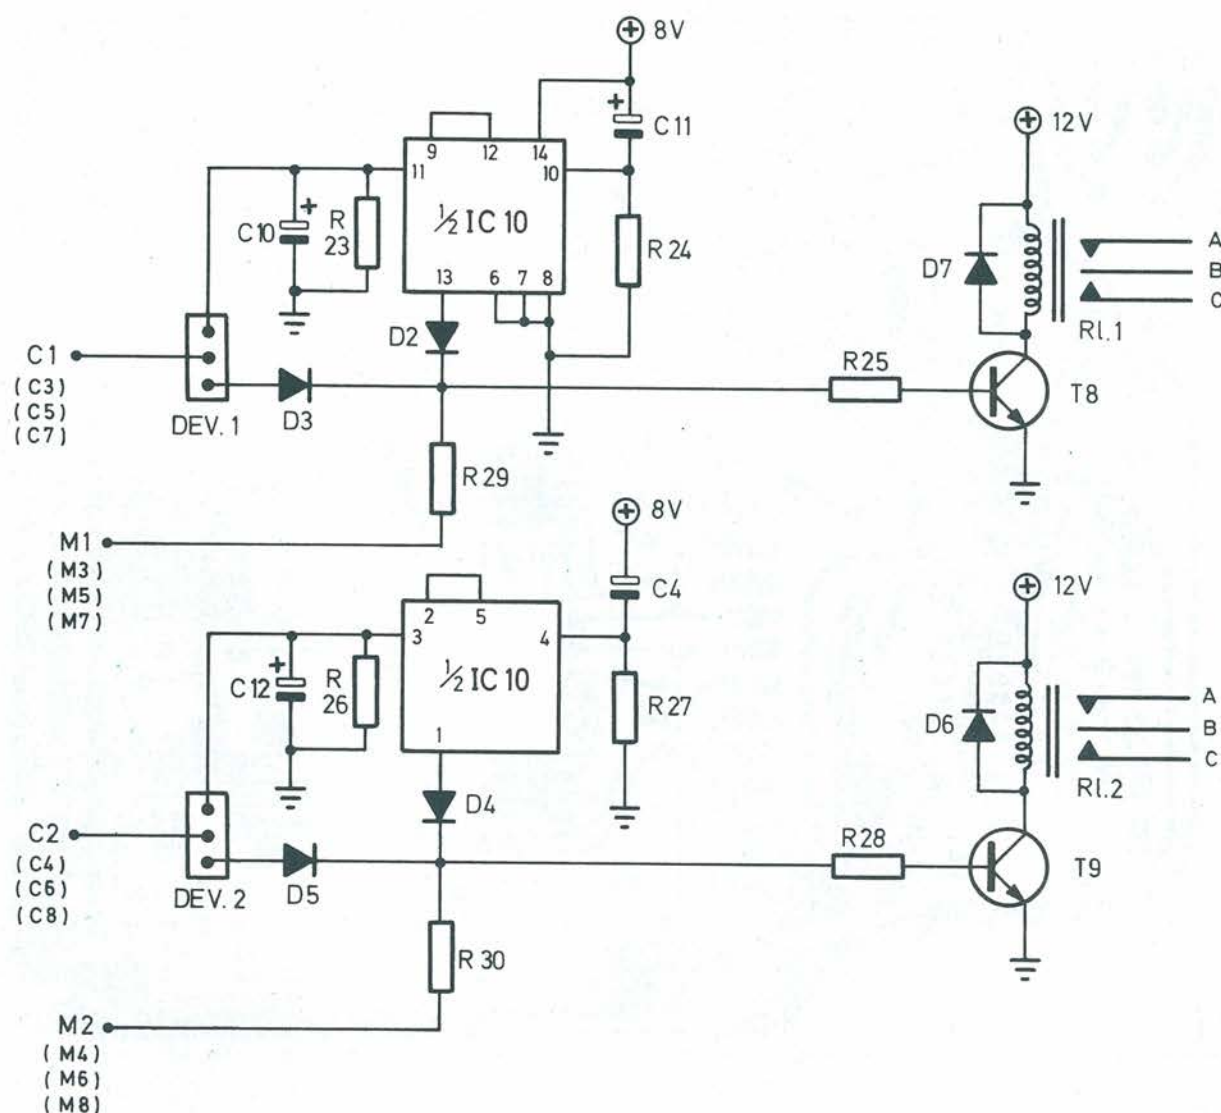 8V
C11
12V
9 12 14
11 10
C10
R
23
½ IC 10
R24
13 6 7 8
D7
A
B
C
Rl.1
D2
C1
(C3)
(C5)
(C7)
DEV.1
D3
R25
T8
R29
M1
(M3)
(M5)
(M7)
8V
C4
12V
2 5
3 4
C12
R
26
½ IC 10
R27
1
D6
A
B
C
Rl.2
D4
C2
(C4)
(C6)
(C8)
DEV.2
D5
R28
T9
R30
M2
(M4)
(M6)
(M8)